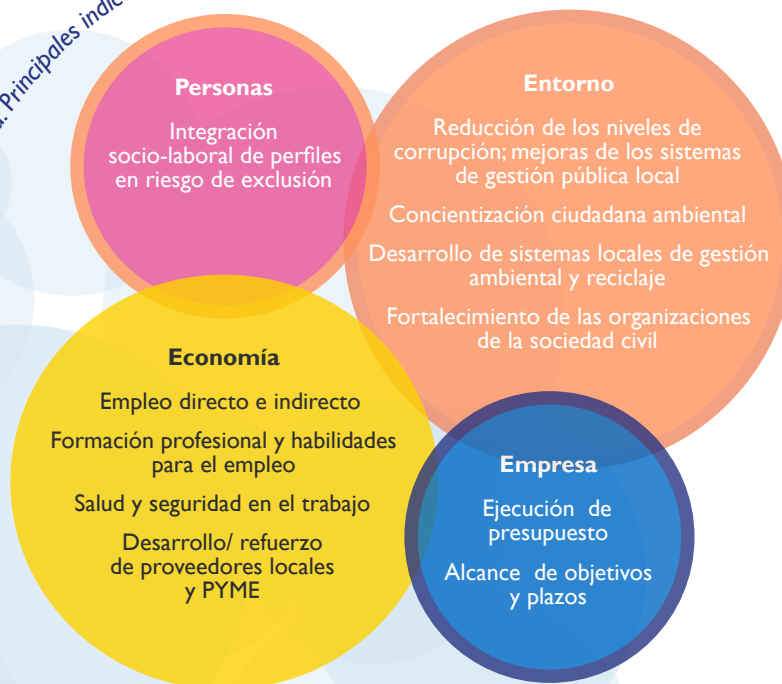 Principales indic
Personas
Integración
socio-laboral de perfiles
en riesgo de exclusión
Entorno
Reducción de los niveles de
corrupción; mejoras de los sistemas
de gestión pública local
Concientización ciudadana ambiental
Desarrollo de sistemas locales de gestión
ambiental y reciclaje
Fortalecimiento de las organizaciones
de la sociedad civil
Economía
Empleo directo e indirecto
Formación profesional y habilidades
para el empleo
Salud y seguridad en el trabajo
Desarrollo/ refuerzo
de proveedores locales
y PYME
Empresa
Ejecución de
presupuesto
Alcance de objetivos
y plazos